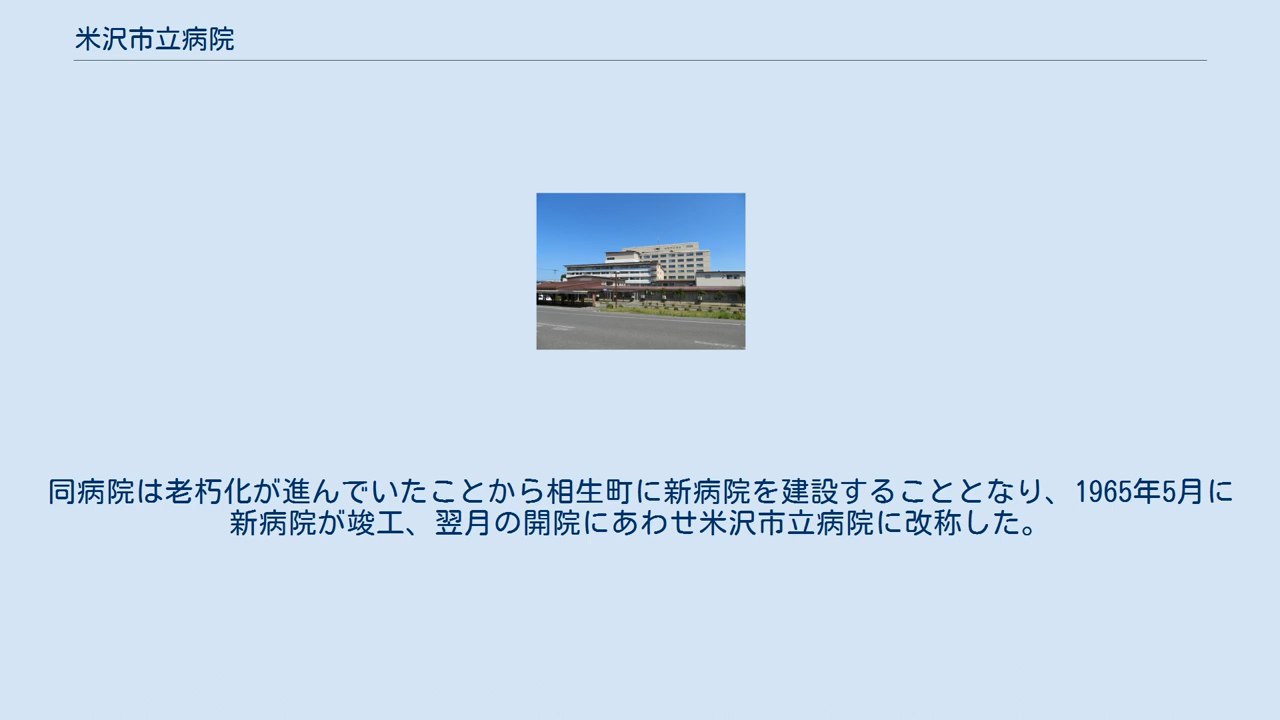 米沢市立病院
同病院は老朽化が進んでいたことから相生町に新病院を建設することとなり、1965年5月に
新病院が竣工、翌月の開院にあわせ米沢市立病院に改称した。